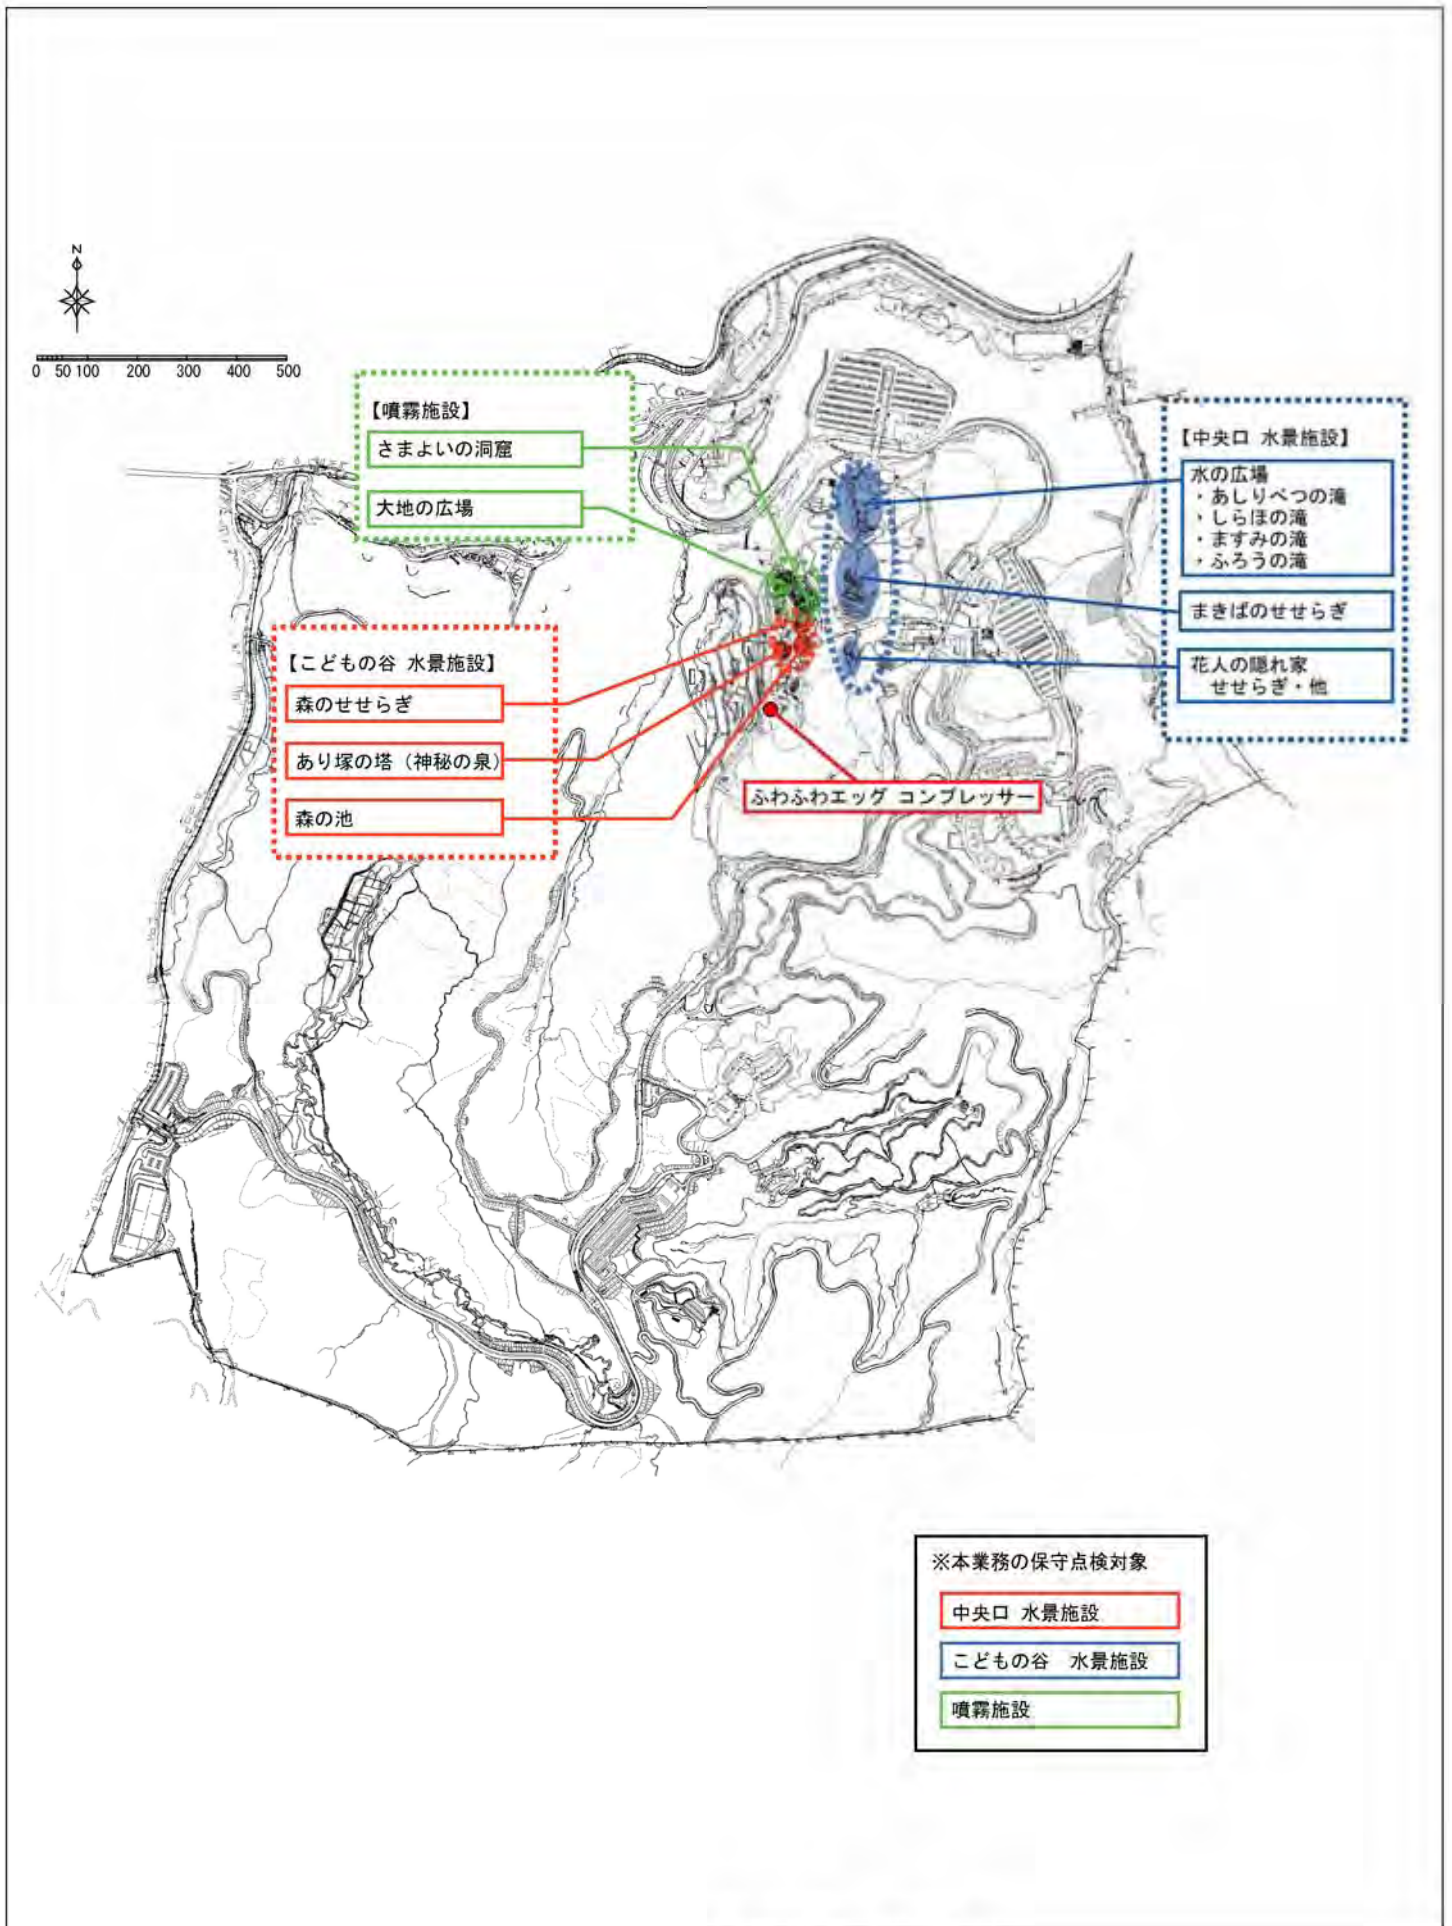 N
0 50 100 200 300 400 500
【噴霧施設】
さまよいの洞窟
大地の広場
【中央口 水景施設】
水の広場
・あしりべつの滝
・しらほの滝
・ますみの滝
・ふろうの滝
まきばのせせらぎ
花人の隠れ家
せせらぎ・他
【こどもの谷 水景施設】
森のせせらぎ
あり塚の塔（神秘の泉）
森の池
ふわふわエッグ コンプレッサー
※本業務の保守点検対象
中央口 水景施設
こどもの谷　水景施設
噴霧施設